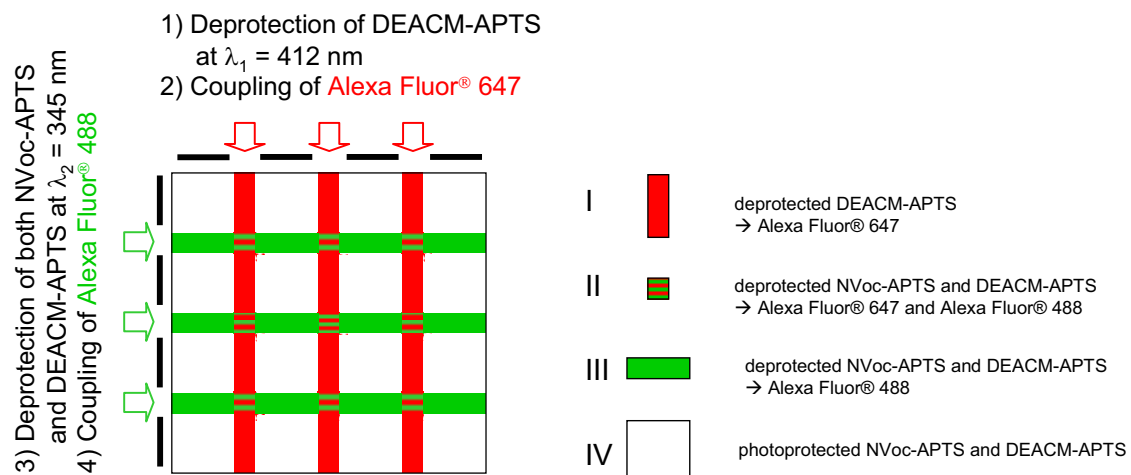 1) Deprotection of DEACM-APTS
at λ1 = 412 nm
2) Coupling of Alexa Fluor® 647
3) Deprotection of both NVoc-APTS
and DEACM-APTS at λ2 = 345 nm
4) Coupling of Alexa Fluor® 488
I
deprotected DEACM-APTS
→ Alexa Fluor® 647
II
deprotected NVoc-APTS and DEACM-APTS
→ Alexa Fluor® 647 and Alexa Fluor® 488
III
deprotected NVoc-APTS and DEACM-APTS
→ Alexa Fluor® 488
IV
photoprotected NVoc-APTS and DEACM-APTS